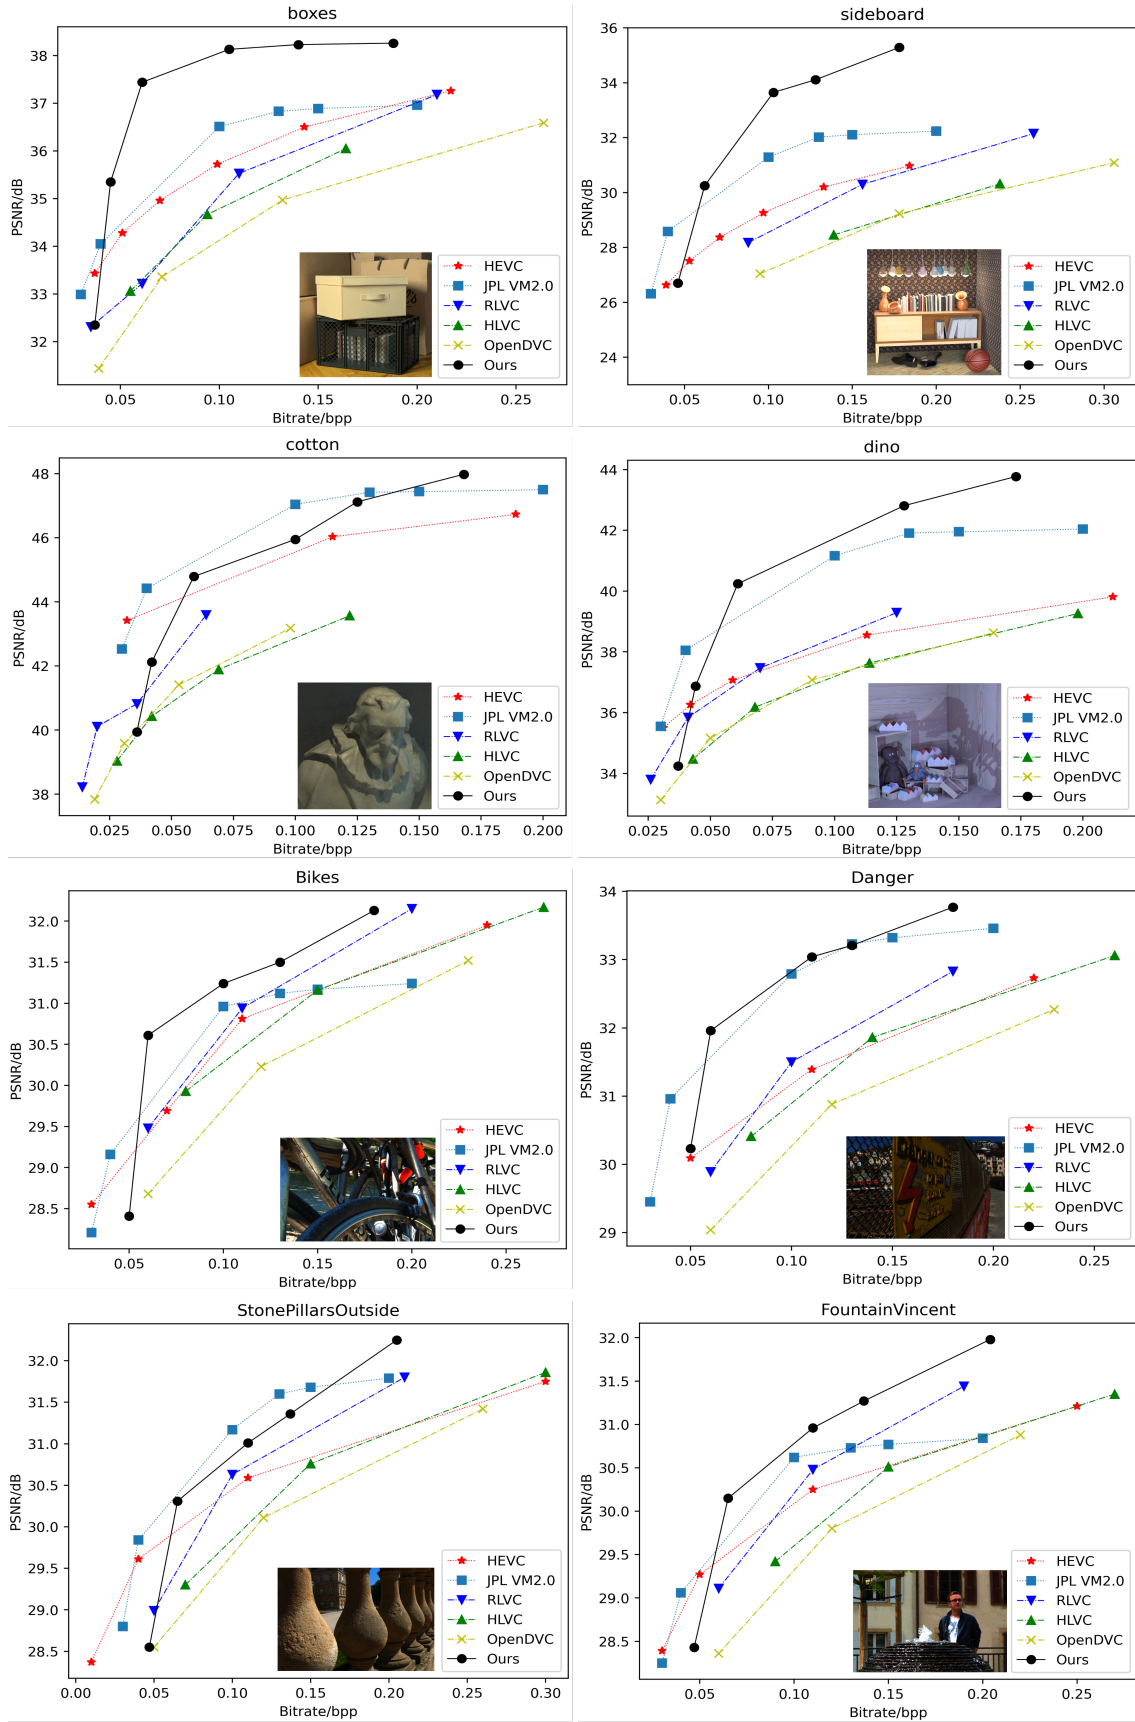 boxes
PSNR/dB
38
37
36
35
34
33
32
0.05 0.10 0.15 0.20 0.25
Bitrate/bpp
HEVC
JPL VM2.0
RLVC
HLVC
OpenDVC
Ours
sideboard
PSNR/dB
36
34
32
30
28
26
24
0.05 0.10 0.15 0.20 0.25 0.30
Bitrate/bpp
HEVC
JPL VM2.0
RLVC
HLVC
OpenDVC
Ours
cotton
PSNR/dB
48
46
44
42
40
38
0.025 0.050 0.075 0.100 0.125 0.150 0.175 0.200
Bitrate/bpp
HEVC
JPL VM2.0
RLVC
HLVC
OpenDVC
Ours
dino
PSNR/dB
44
42
40
38
36
34
0.025 0.050 0.075 0.100 0.125 0.150 0.175 0.200
Bitrate/bpp
HEVC
JPL VM2.0
RLVC
HLVC
OpenDVC
Ours
Bikes
PSNR/dB
32.0
31.5
31.0
30.5
30.0
29.5
29.0
28.5
0.05 0.10 0.15 0.20 0.25
Bitrate/bpp
HEVC
JPL VM2.0
RLVC
HLVC
OpenDVC
Ours
Danger
PSNR/dB
34
33
32
31
30
29
0.05 0.10 0.15 0.20 0.25
Bitrate/bpp
HEVC
JPL VM2.0
RLVC
HLVC
OpenDVC
Ours
StonePillarsOutside
PSNR/dB
32.0
31.5
31.0
30.5
30.0
29.5
29.0
28.5
0.00 0.05 0.10 0.15 0.20 0.25 0.30
Bitrate/bpp
HEVC
JPL VM2.0
RLVC
HLVC
OpenDVC
Ours
FountainVincent
PSNR/dB
32.0
31.5
31.0
30.5
30.0
29.5
29.0
28.5
0.05 0.10 0.15 0.20 0.25
Bitrate/bpp
HEVC
JPL VM2.0
RLVC
HLVC
OpenDVC
Ours